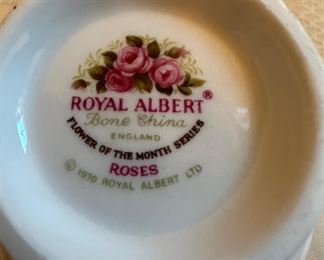 ROYAL ALBERT®
Bone China
ENGLAND
FLOWER OF THE MONTH SERIES
ROSES
© 1970 ROYAL ALBERT LTD